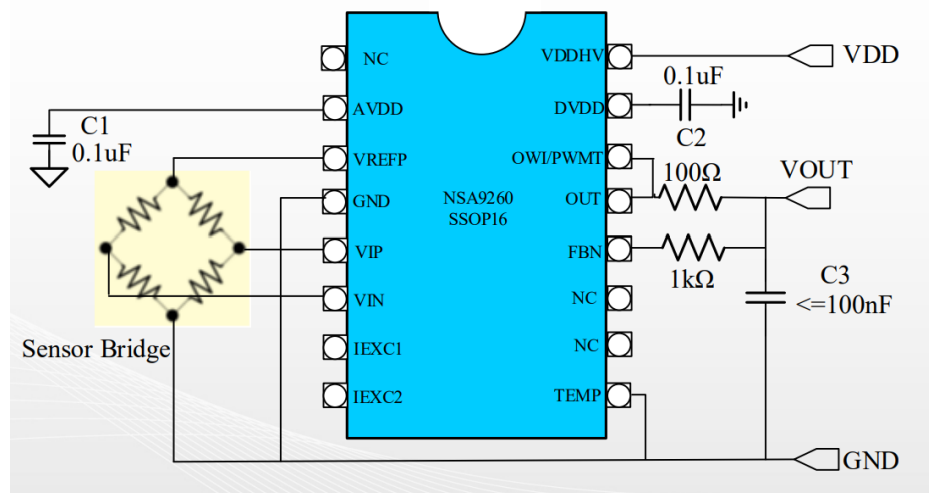 NC
VDDHV
VDD
0.1uF
AVDD
DVDD
C1
0.1uF
C2
VREFP
OWI/PWMT
100Ω
VOUT
GND
NSA9260
SSOP16
OUT
VIP
FBN
1kΩ
C3
<=100nF
VIN
NC
Sensor Bridge
IEXC1
NC
IEXC2
TEMP
GND